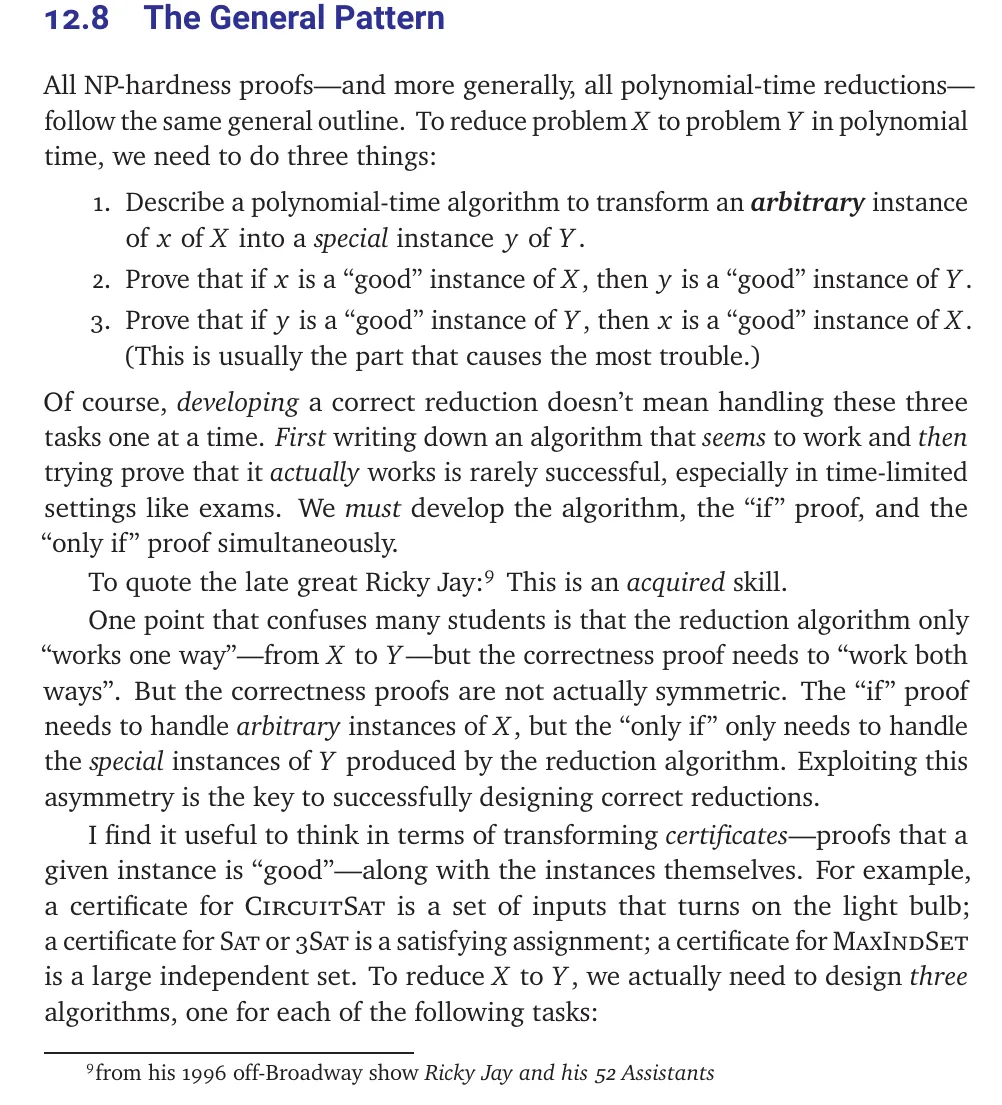 12.8 The General Pattern
All NP-hardness proofs—and more generally, all polynomial-time reductions—
follow the same general outline. To reduce problem X to problem Y in polynomial
time, we need to do three things:
1. Describe a polynomial-time algorithm to transform an arbitrary instance
of x of X into a special instance y of Y.
2. Prove that if x is a “good” instance of X, then y is a “good” instance of Y.
3. Prove that if y is a “good” instance of Y, then x is a “good” instance of X.
(This is usually the part that causes the most trouble.)
Of course, developing a correct reduction doesn’t mean handling these three
tasks one at a time. First writing down an algorithm that seems to work and then
trying prove that it actually works is rarely successful, especially in time-limited
settings like exams. We must develop the algorithm, the “if” proof, and the
“only if” proof simultaneously.
To quote the late great Ricky Jay:⁹ This is an acquired skill.
One point that confuses many students is that the reduction algorithm only
“works one way”—from X to Y—but the correctness proof needs to “work both
ways”. But the correctness proofs are not actually symmetric. The “if” proof
needs to handle arbitrary instances of X, but the “only if” only needs to handle
the special instances of Y produced by the reduction algorithm. Exploiting this
asymmetry is the key to successfully designing correct reductions.
I find it useful to think in terms of transforming certificates—proofs that a
given instance is “good”—along with the instances themselves. For example,
a certificate for CIRCUITSAT is a set of inputs that turns on the light bulb;
a certificate for SAT or 3SAT is a satisfying assignment; a certificate for MAXINDSET
is a large independent set. To reduce X to Y, we actually need to design three
algorithms, one for each of the following tasks:
⁹from his 1996 off-Broadway show Ricky Jay and his 52 Assistants